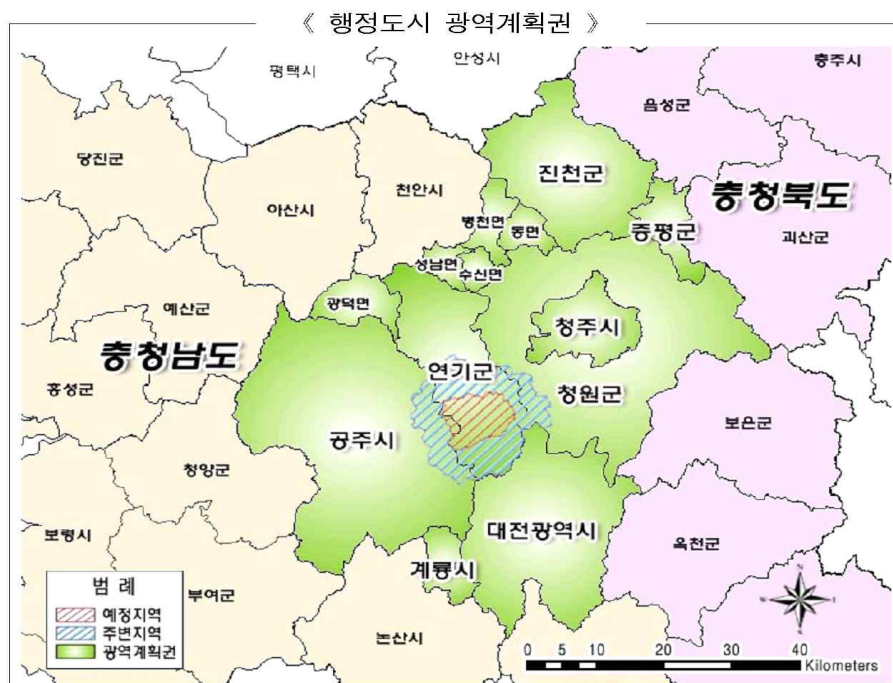 《 행정도시 광역계획권 》
평택시
안성시
충주시
음성군
당진군
진천군
천안시
충청북도
아산시
병천면
동면
증평군
괴산군
성남면
수신면
예산군
광덕면
청주시
충청남도
연기군
홍성군
청원군
보은군
공주시
청양군
대전광역시
보령시
옥천군
계룡시
범 례
부여군
예정지역
주변지역
논산시
광역계획권
N
W
E
S
0 5 10 20 30 40
Kilometers